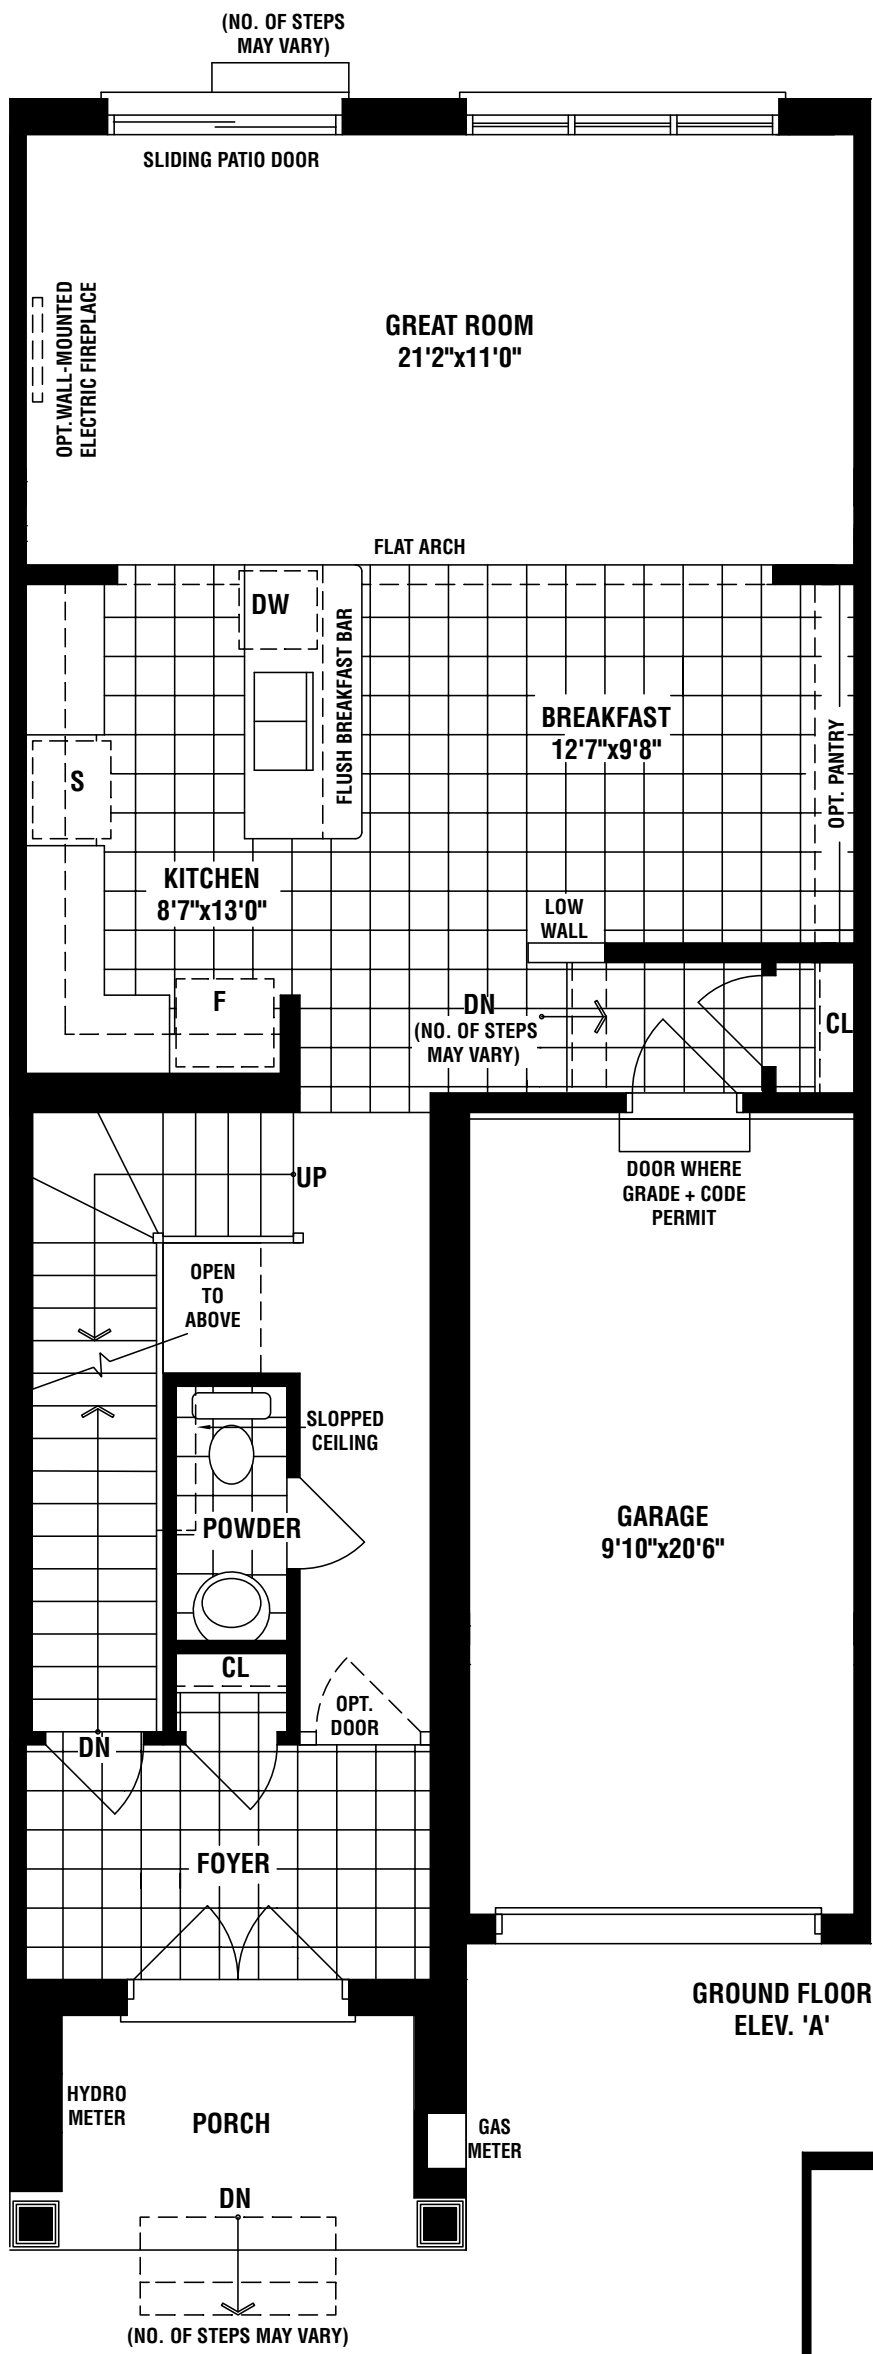 (NO. OF STEPS
MAY VARY)
SLIDING PATIO DOOR
OPT.WALL-MOUNTED
ELECTRIC FIREPLACE
GREAT ROOM
21'2"x11'0"
FLAT ARCH
DW
FLUSH BREAKFAST BAR
BREAKFAST
12'7"x9'8"
OPT. PANTRY
S
KITCHEN
8'7"x13'0"
LOW
WALL
F
DN
(NO. OF STEPS
MAY VARY)
CL
UP
DOOR WHERE
GRADE + CODE
PERMIT
OPEN
TO
ABOVE
SLOPPED
CEILING
POWDER
GARAGE
9'10"x20'6"
CL
OPT.
DOOR
DN
FOYER
GROUND FLOOR
ELEV. 'A'
HYDRO
METER
PORCH
GAS
METER
DN
(NO. OF STEPS MAY VARY)